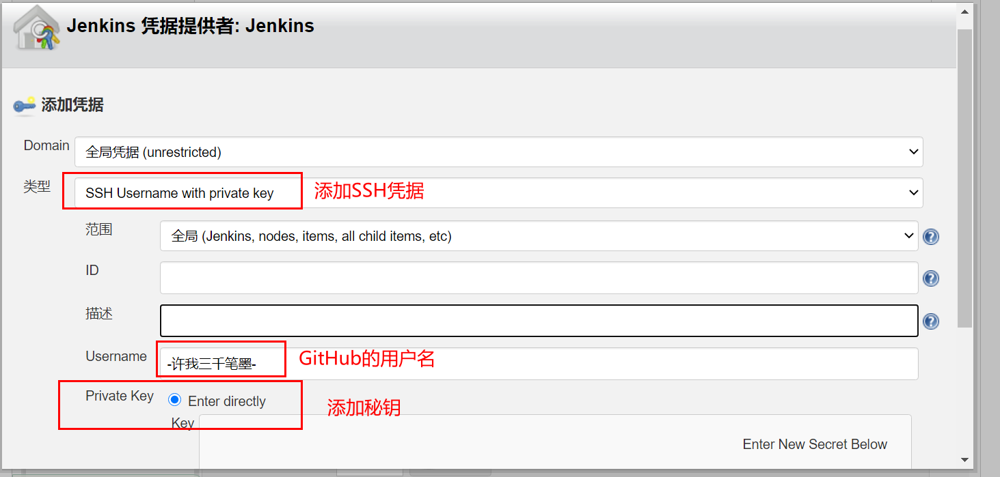 Jenkins 凭据提供者: Jenkins
添加凭据
Domain
全局凭据 (unrestricted)
类型
SSH Username with private key
添加SSH凭据
范围
全局 (Jenkins, nodes, items, all child items, etc)
ID
描述
Username
-许我三千笔墨-
GitHub的用户名
Private Key
Enter directly
添加秘钥
Key
Enter New Secret Below